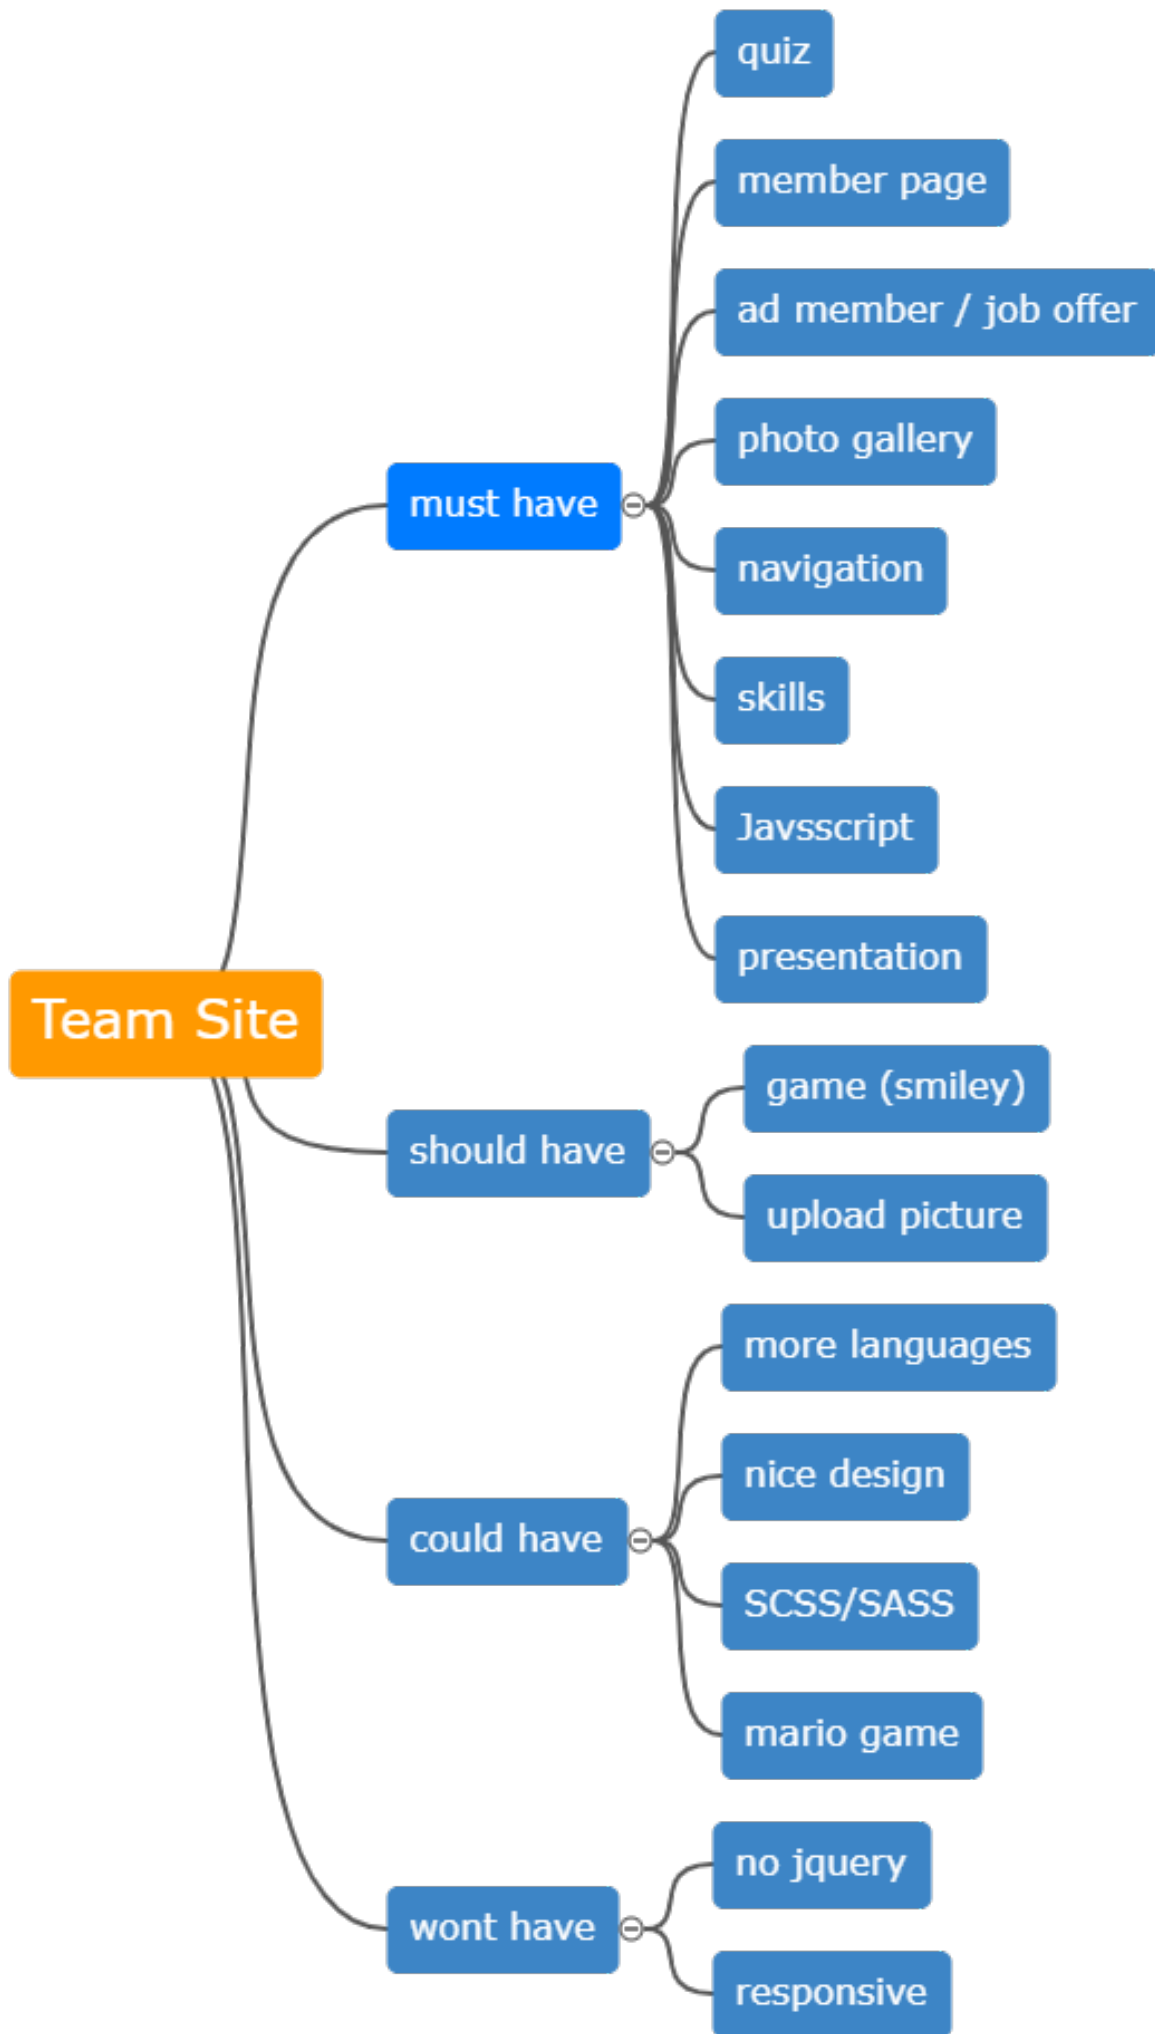 Team Site
must have
quiz
member page
ad member / job offer
photo gallery
navigation
skills
Javsscript
presentation
should have
game (smiley)
upload picture
could have
more languages
nice design
SCSS/SASS
mario game
wont have
no jquery
responsive